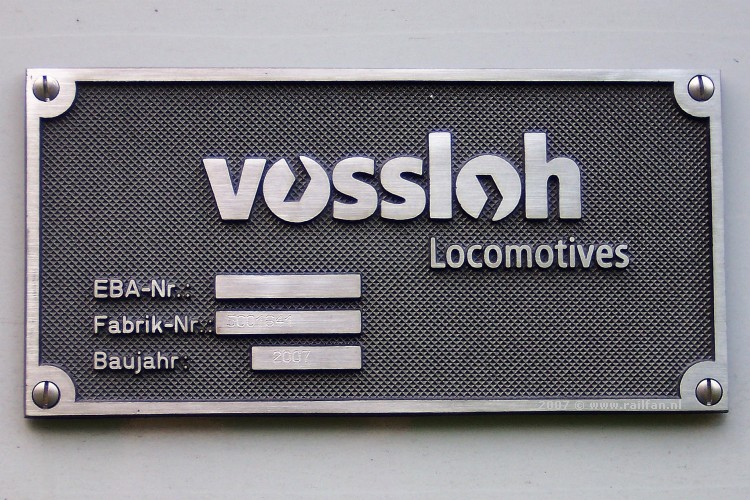 vossloh
Locomotives
EBA-Nr.:
Fabrik-Nr.:
Baujahr: 2007
2007 © www.railfan.nl